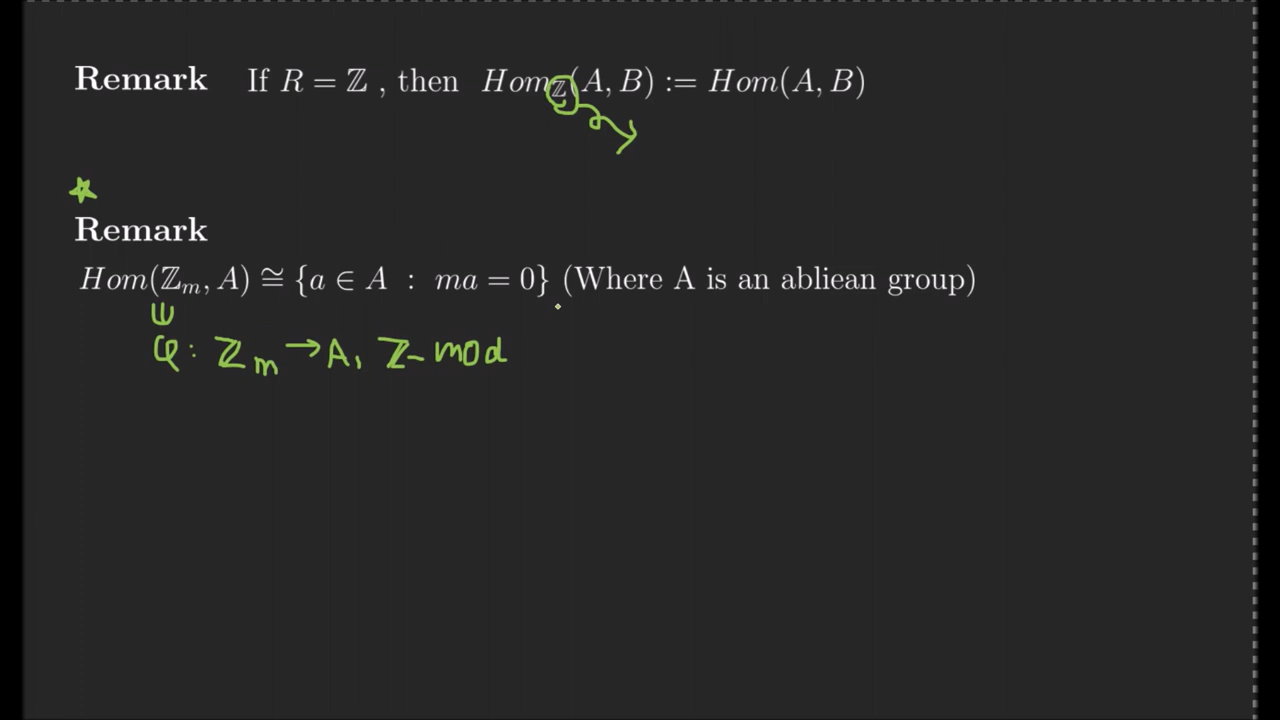 Remark If R = ℤ , then Hom_ℤ(A, B) := Hom(A, B)
Remark
Hom(ℤ_m, A) ≅ {a ∈ A : ma = 0} (Where A is an abliean group)
φ : ℤ_m → A, ℤ-mod